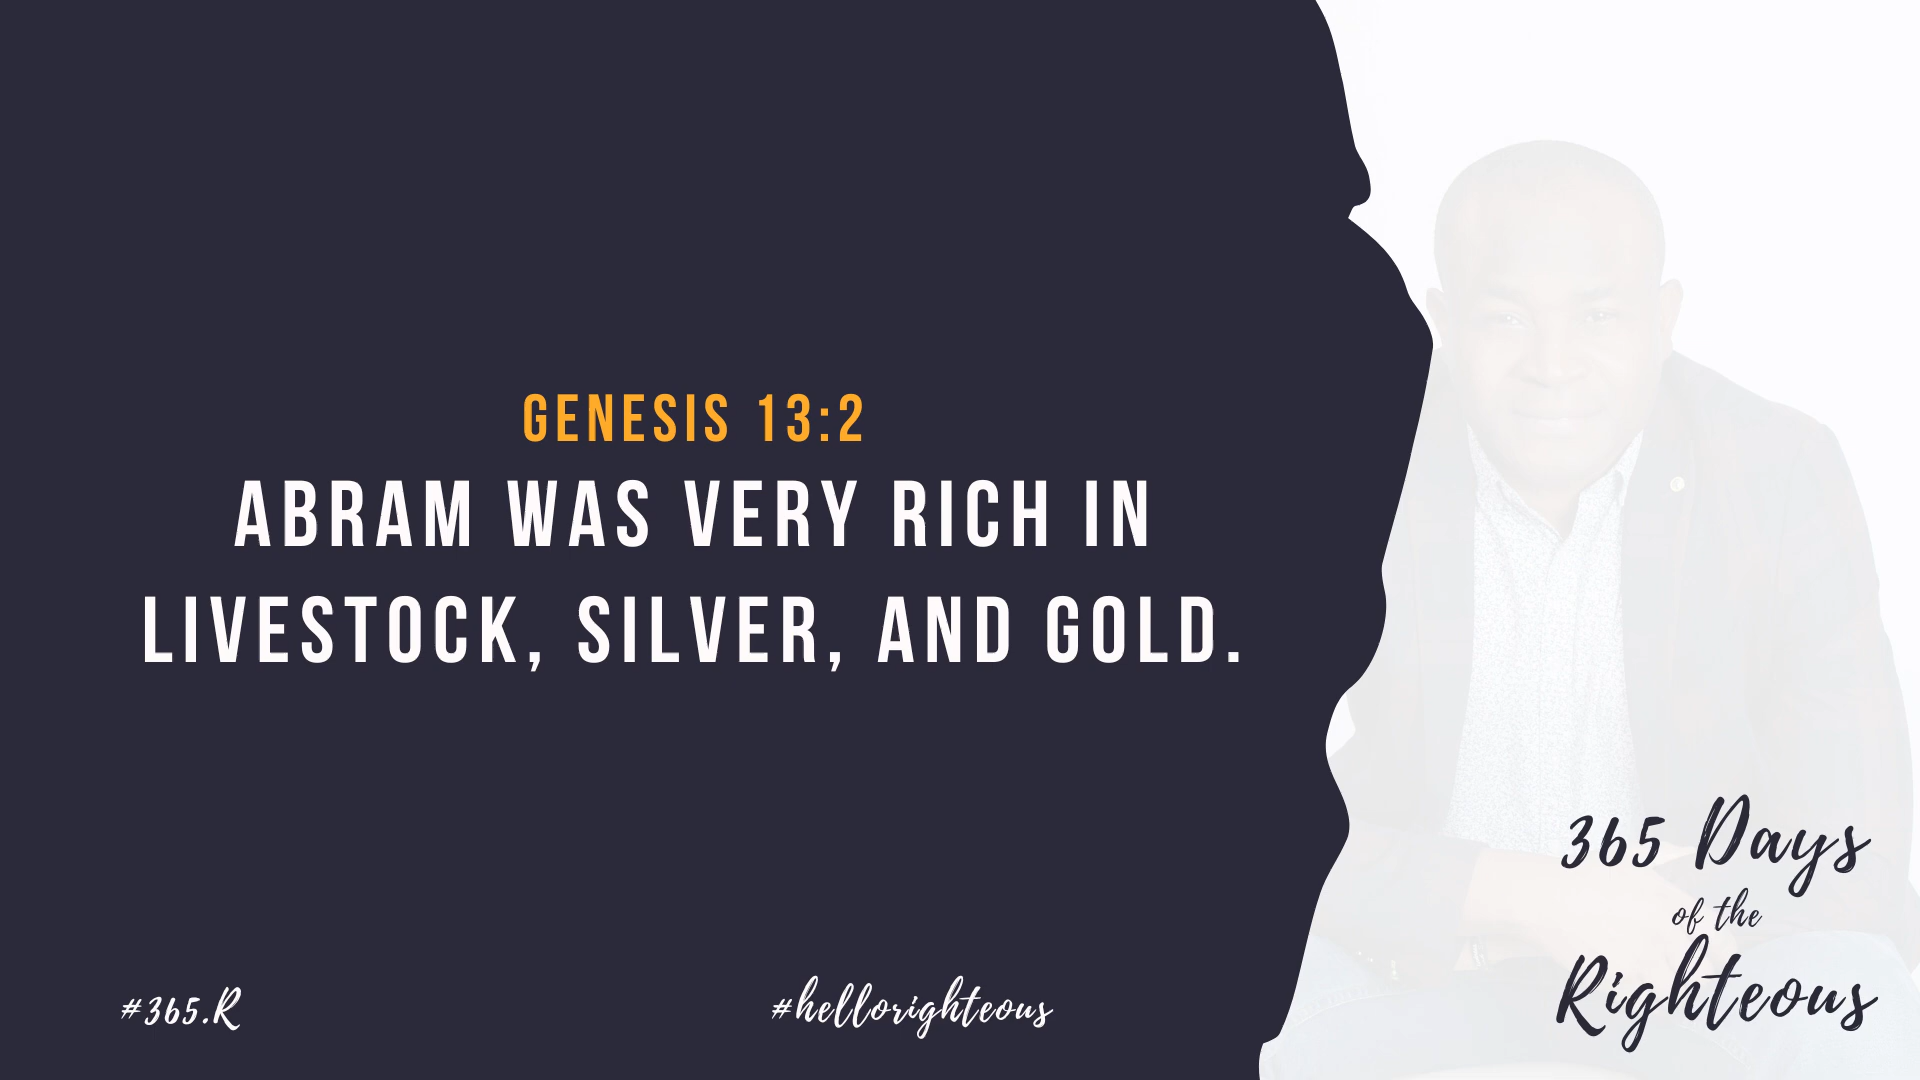 GENESIS 13:2
ABRAM WAS VERY RICH IN
LIVESTOCK, SILVER, AND GOLD.
365 Days
of the
Righteous
#365.R
#hellorighteous